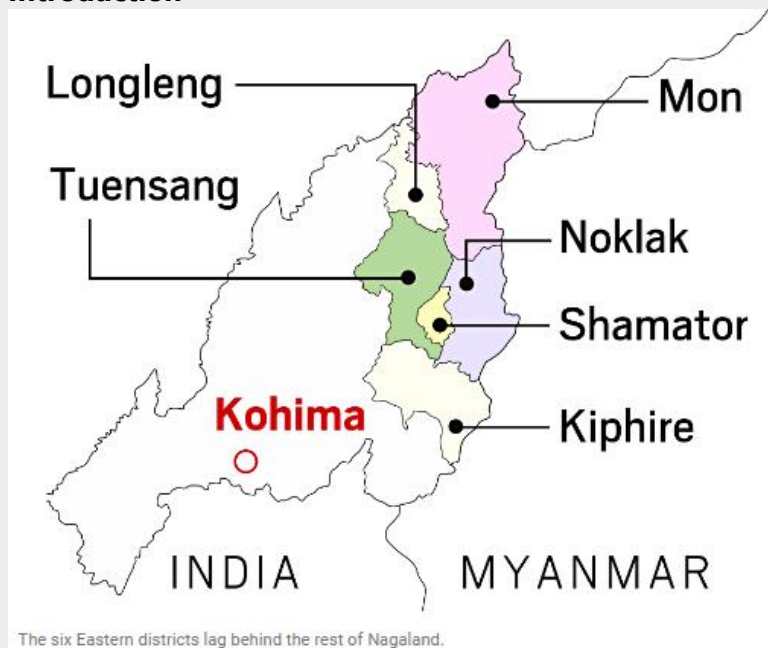 Introduction
Longleng
Mon
Tuensang
Noklak
Shamator
Kohima
Kiphire
INDIA
MYANMAR
The six Eastern districts lag behind the rest of Nagaland.